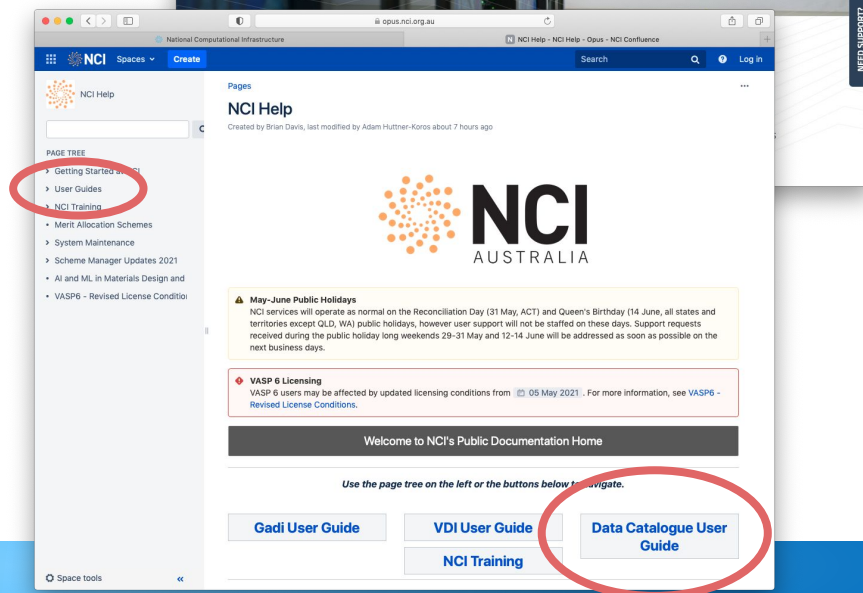 NEED SUPPORT?
opus.nci.org.au
National Computational Infrastructure
NCI Help - NCI Help - Opus - NCI Confluence
NCI
Spaces
Create
Search
Log in
NCI Help
PAGE TREE
Getting Started at NCI
User Guides
NCI Training
Merit Allocation Schemes
System Maintenance
Scheme Manager Updates 2021
AI and ML in Materials Design and
VASP6 - Revised License Condition
Space tools
Pages
NCI Help
Created by Brian Davis, last modified by Adam Huttner-Koros about 7 hours ago
NCI
AUSTRALIA
May-June Public Holidays
NCI services will operate as normal on the Reconciliation Day (31 May, ACT) and Queen's Birthday (14 June, all states and
territories except QLD, WA) public holidays, however user support will not be staffed on these days. Support requests
received during the public holiday long weekends 29-31 May and 12-14 June will be addressed as soon as possible on the
next business days.
VASP 6 Licensing
VASP 6 users may be affected by updated licensing conditions from 05 May 2021 . For more information, see VASP6 -
Revised License Conditions.
Welcome to NCI's Public Documentation Home
Use the page tree on the left or the buttons below to navigate.
Gadi User Guide
VDI User Guide
Data Catalogue User
Guide
NCI Training